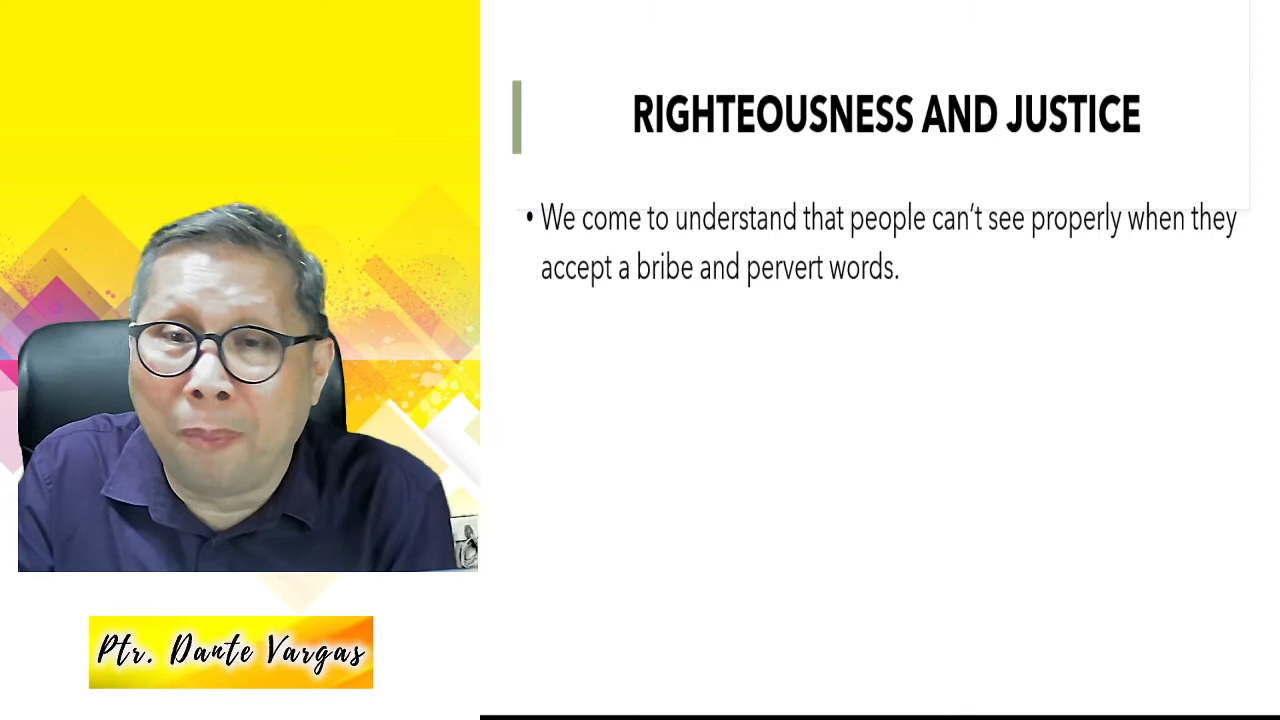 RIGHTEOUSNESS AND JUSTICE
• We come to understand that people can't see properly when they
accept a bribe and pervert words.
Ptr. Dante Vargas